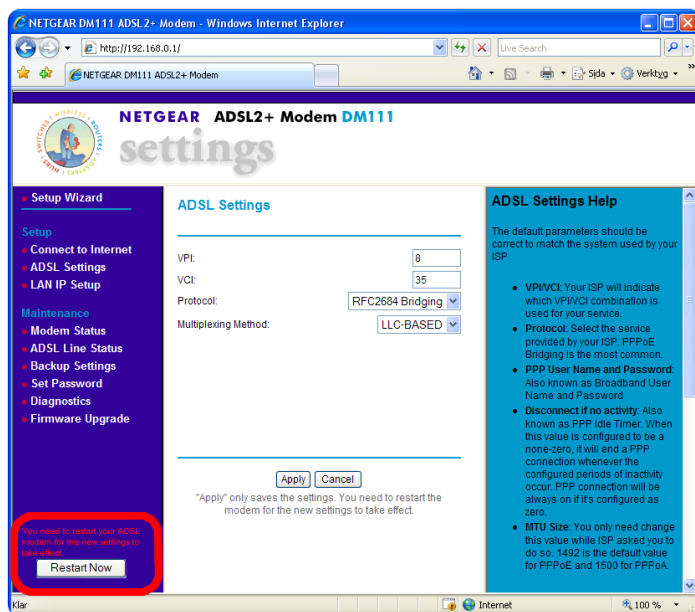 NETGEAR DM111 ADSL2+ Modem - Windows Internet Explorer
http://192.168.0.1/
Live Search
NETGEAR DM111 ADSL2+ Modem
Sida
Verktyg
NETGEAR ADSL2+ Modem DM111
settings
SWITCHES | WIRELESS | ROUTERS | ADAPTERS | HUBS |
Setup Wizard
Setup
Connect to Internet
ADSL Settings
LAN IP Setup
Maintenance
Modem Status
ADSL Line Status
Backup Settings
Set Password
Diagnostics
Firmware Upgrade
You need to restart your ADSL
modem for the new settings to
take effect.
Restart Now
ADSL Settings
VPI: 8
VCI: 35
Protocol: RFC2684 Bridging
Multiplexing Method: LLC-BASED
Apply Cancel
"Apply" only saves the settings. You need to restart the
modem for the new settings to take effect.
ADSL Settings Help
The default parameters should be
correct to match the system used by your
ISP
VPI/VCI: Your ISP will indicate
which VPI/VCI combination is
used for your service.
Protocol: Select the service
provided by your ISP. PPPoE
Bridging is the most common.
PPP User Name and Password:
Also known as Broadband User
Name and Password
Disconnect if no activity: Also
known as PPP Idle Timer. When
this value is configured to be a
none-zero, it will end a PPP
connection whenever the
configured periods of inactivity
occur. PPP connection will be
always on if it's configured as
zero.
MTU Size: You only need change
this value while ISP asked you to
do so. 1492 is the default value
for PPPoE and 1500 for PPPoA.
Klar
Internet
100 %